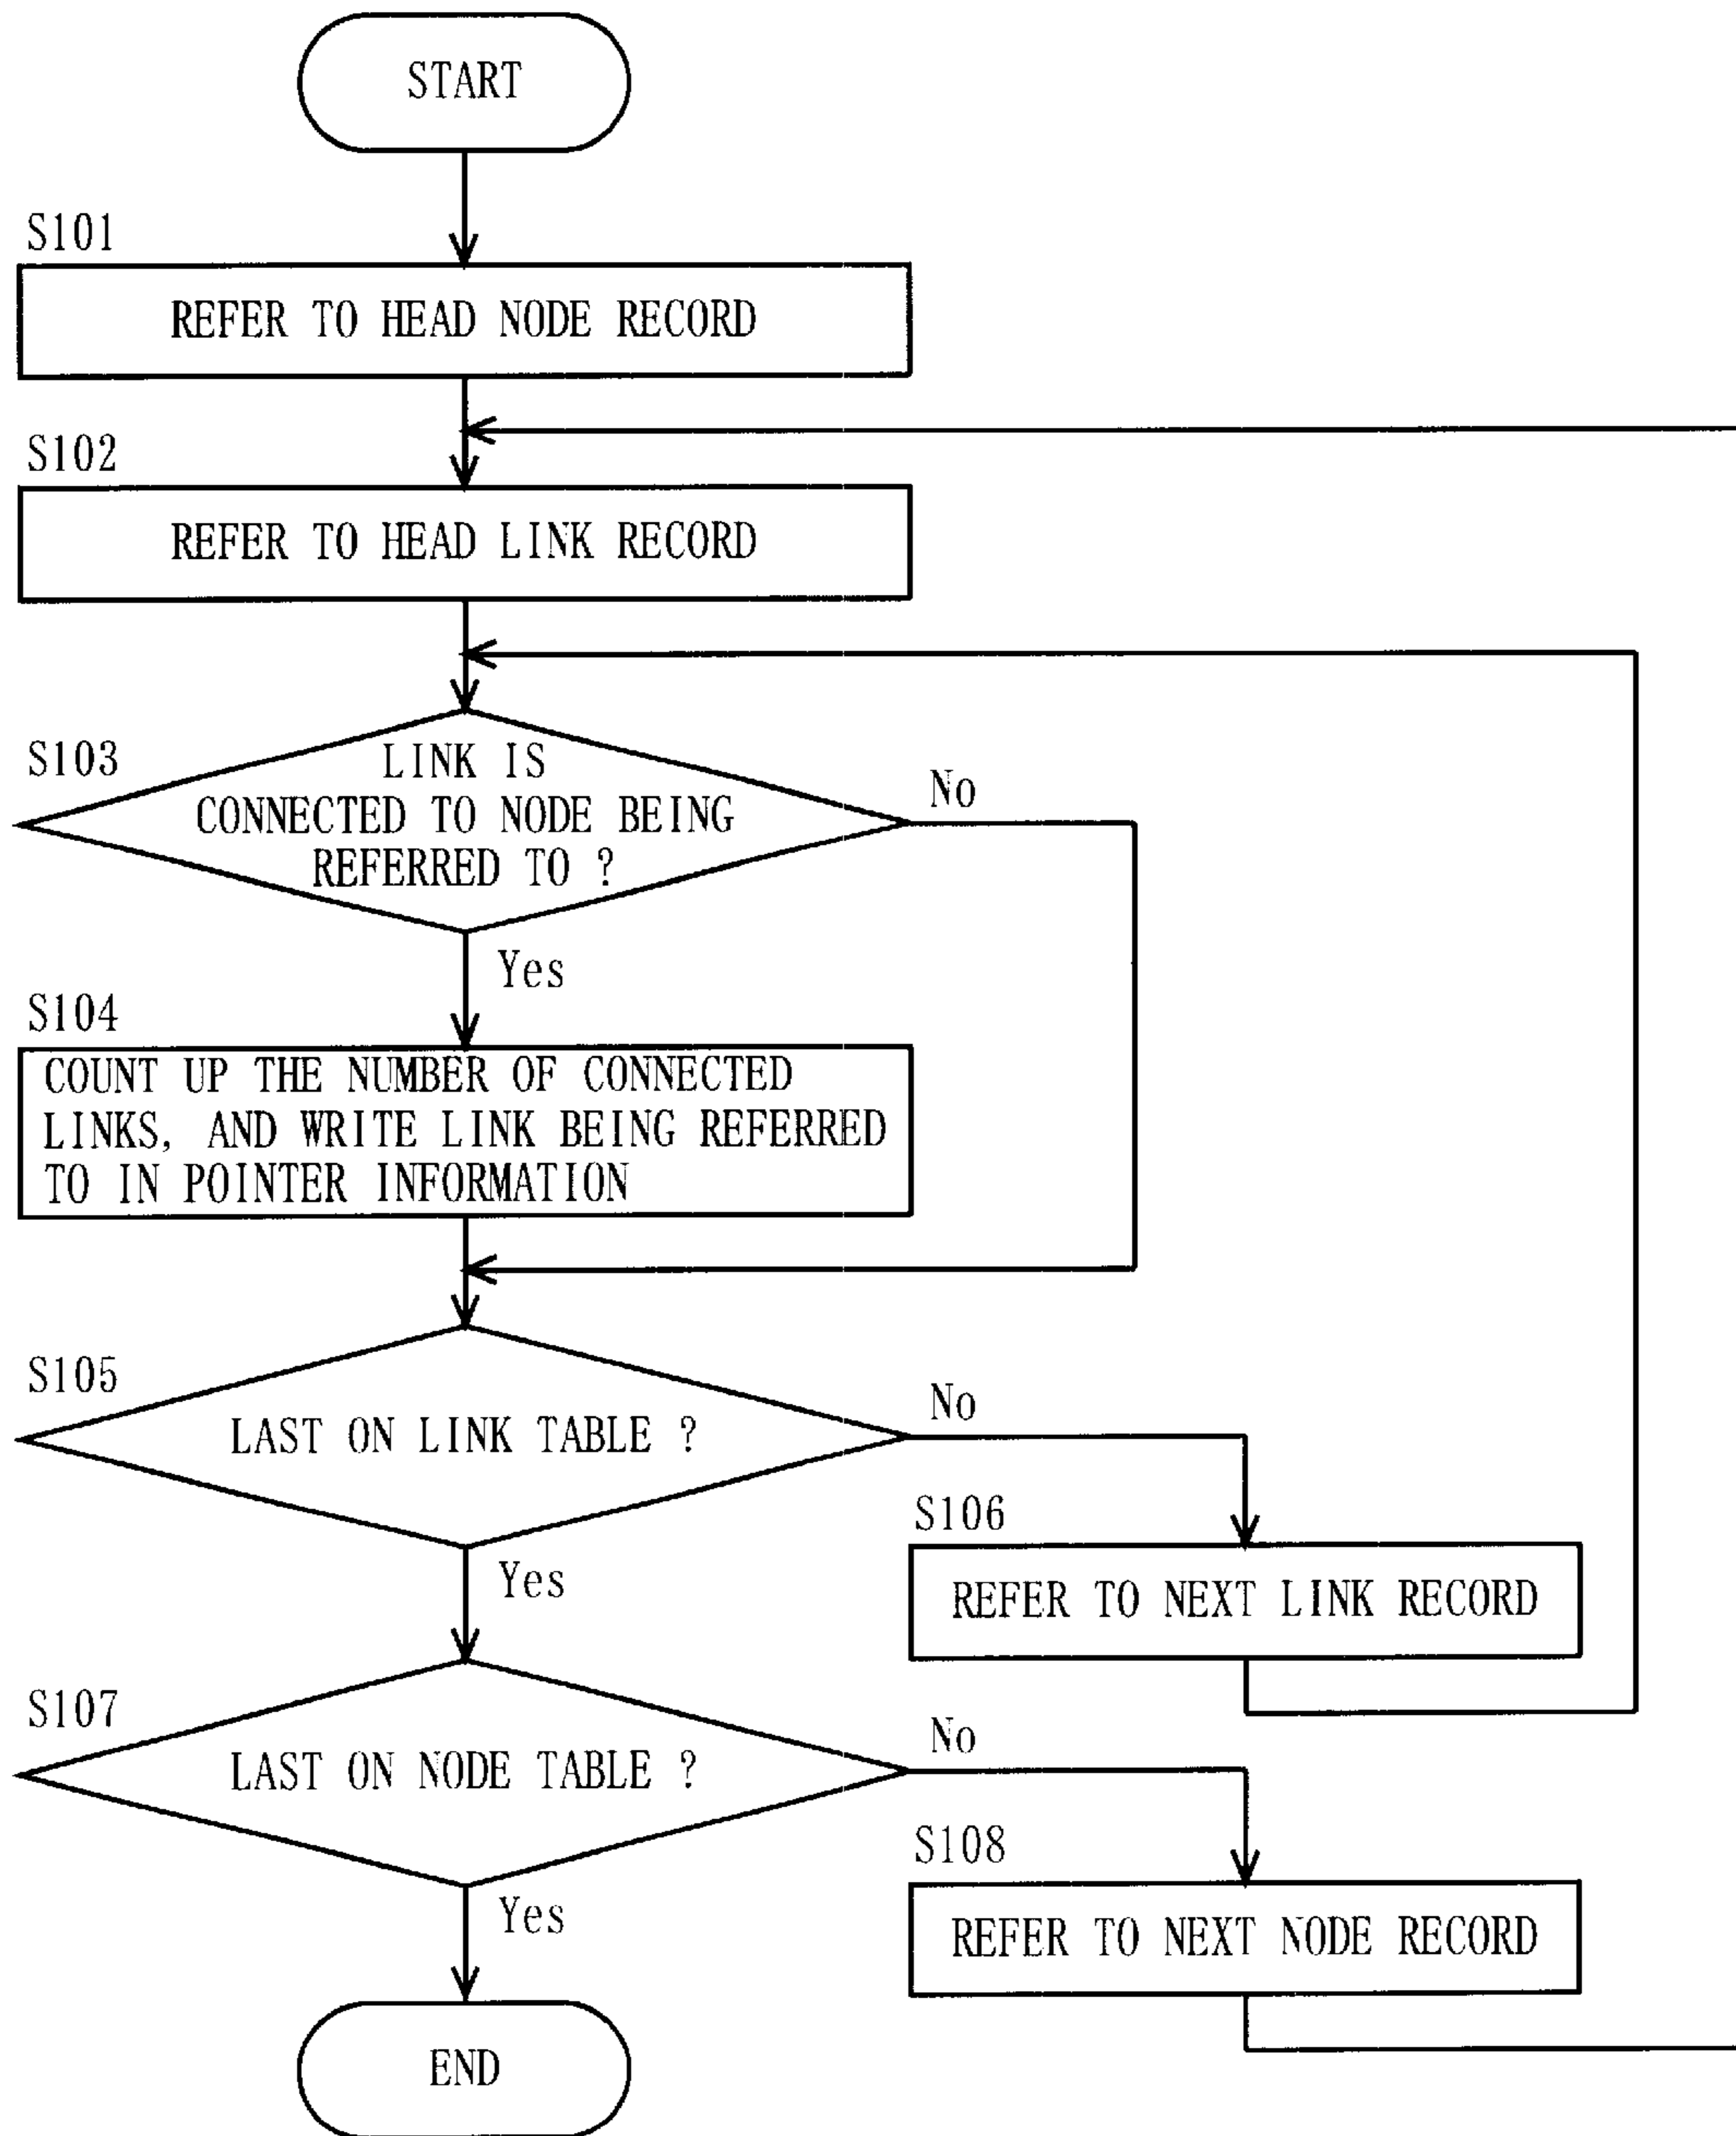 START
S101
REFER TO HEAD NODE RECORD
S102
REFER TO HEAD LINK RECORD
S103
LINK IS
CONNECTED TO NODE BEING
REFERRED TO ?
No
Yes
S104
COUNT UP THE NUMBER OF CONNECTED
LINKS, AND WRITE LINK BEING REFERRED
TO IN POINTER INFORMATION
S105
LAST ON LINK TABLE ?
No
Yes
S106
REFER TO NEXT LINK RECORD
S107
LAST ON NODE TABLE ?
No
Yes
S108
REFER TO NEXT NODE RECORD
END